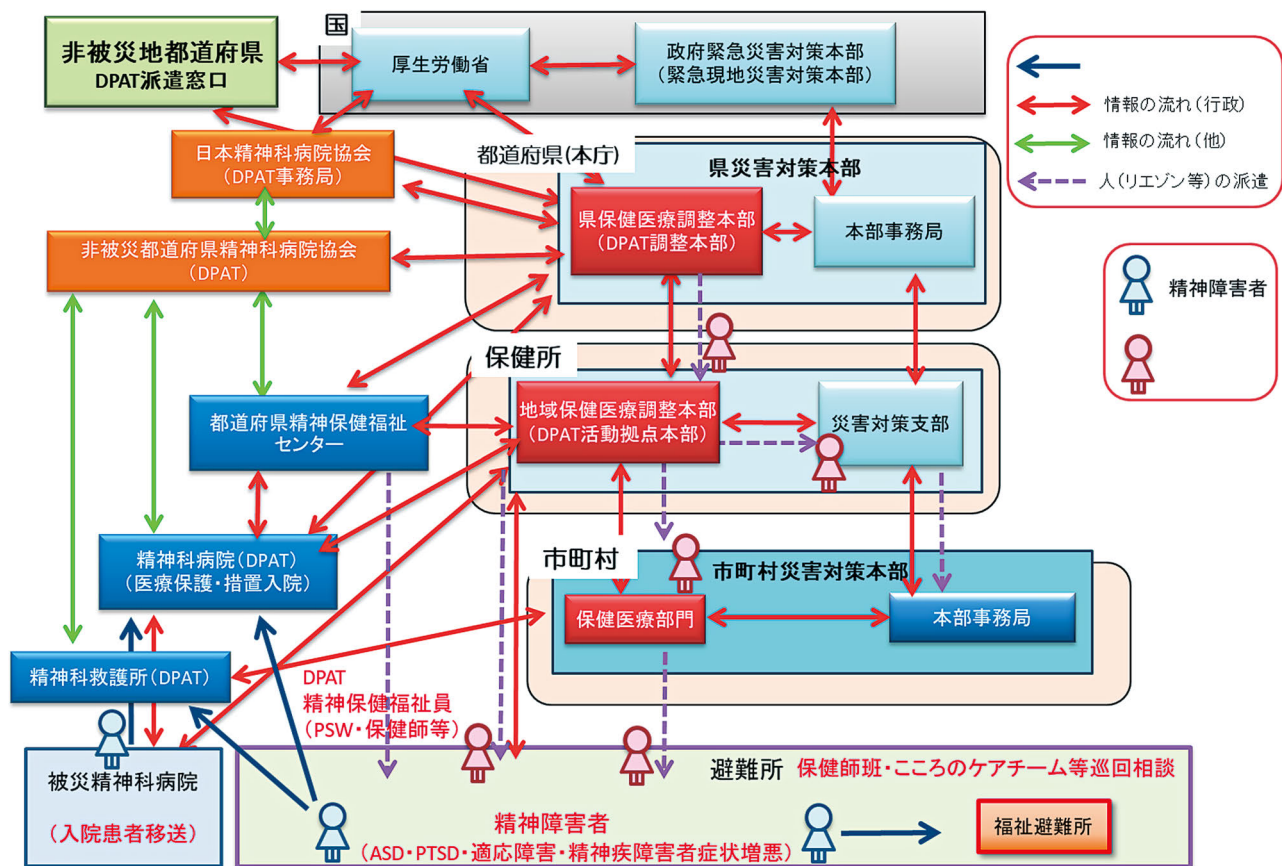 国
非被災地都道府県
DPAT派遣窓口
厚生労働省
政府緊急災害対策本部
(緊急現地災害対策本部)
情報の流れ(行政)
情報の流れ(他)
人(リエゾン等)の派遣
精神障害者
日本精神科病院協会
(DPAT事務局)
都道府県(本庁)
県災害対策本部
県保健医療調整本部
(DPAT調整本部)
本部事務局
非被災都道府県精神科病院協会
(DPAT)
保健所
都道府県精神保健福祉
センター
地域保健医療調整本部
(DPAT活動拠点本部)
災害対策支部
精神科病院(DPAT)
(医療保護・措置入院)
市町村
市町村災害対策本部
保健医療部門
本部事務局
精神科救護所(DPAT)
DPAT
精神保健福祉員
(PSW・保健師等)
被災精神科病院
(入院患者移送)
避難所
保健師班・こころのケアチーム等巡回相談
精神障害者
(ASD・PTSD・適応障害・精神疾障害者症状増悪)
福祉避難所